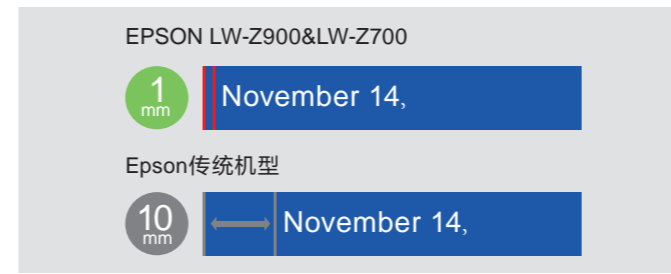 EPSON LW-Z900&LW-Z700
1
mm
November 14,
Epson传统机型
10
mm
November 14,